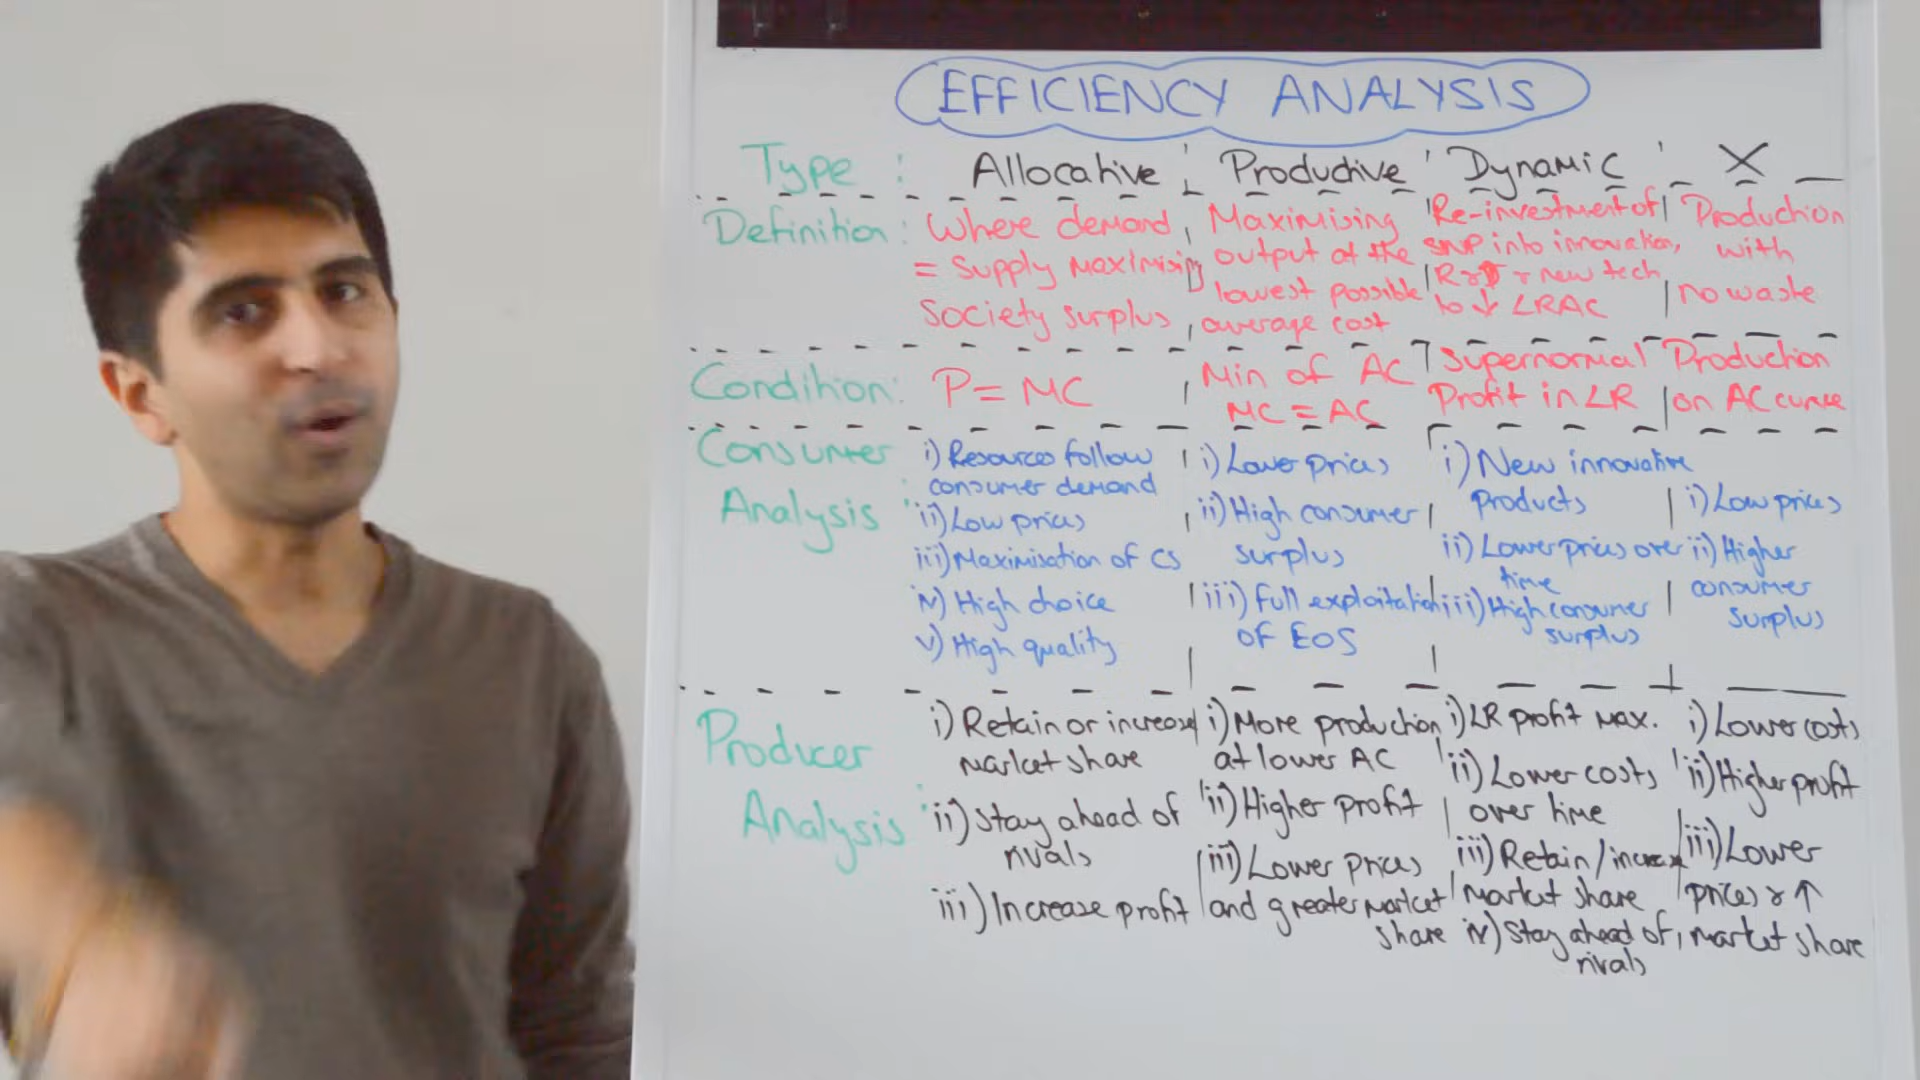 EFFICIENCY ANALYSIS
Type : Allocative Productive Dynamic X
Definition:
Where demand
= Supply maximising
Society surplus
Maximising
output at the
lowest possible
average cost
Re-investment of
SNP into innovation,
R&D & new tech
to ↓ LRAC
Production
with
no waste
Condition:
P = MC
Min of AC
MC = AC
Supernormal
Profit in LR
Production
on AC curve
Consumer
Analysis :
i) Resources follow
consumer demand
ii) Low prices
iii) Maximisation of CS
iv) High choice
v) High quality
i) Lower prices
ii) High consumer
surplus
iii) Full exploitation
of EoS
i) New innovative
products
ii) Lower prices over
time
iii) High consumer
surplus
i) Low prices
ii) Higher
consumer
surplus
Producer
Analysis :
i) Retain or increase
market share
ii) Stay ahead of
rivals
iii) Increase profit
i) More production
at lower AC
ii) Higher profit
iii) Lower prices
and greater market
share
i) LR profit max.
ii) Lower costs
over time
iii) Retain/increase
market share
iv) Stay ahead of
rivals
i) Lower costs
ii) Higher profit
iii) Lower
prices & ↑
market share